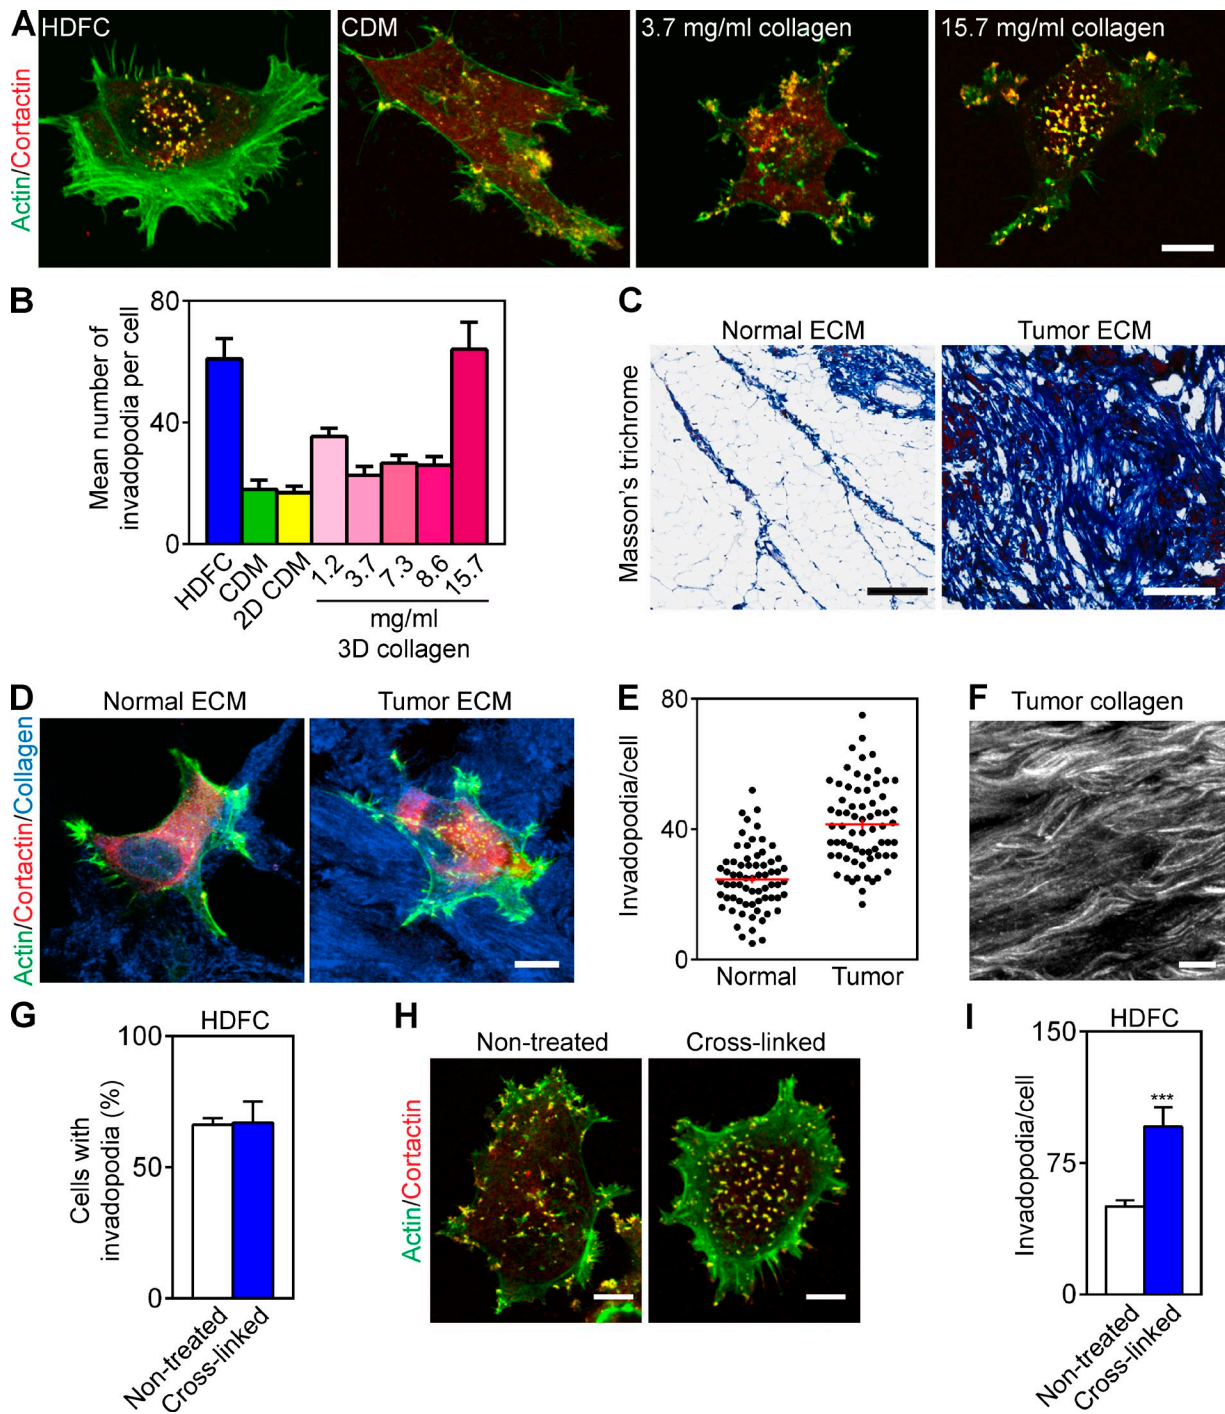 A
HDFC
CDM
3.7 mg/ml collagen
15.7 mg/ml collagen
Actin/Cortactin
B
Mean number of
invadopodia per cell
80
40
0
HDFC
CDM
2D CDM
1.2
3.7
7.3
8.6
15.7
mg/ml
3D collagen
C
Normal ECM
Tumor ECM
Masson's trichrome
D
Normal ECM
Tumor ECM
Actin/Cortactin/Collagen
E
Invadopodia/cell
80
40
0
Normal
Tumor
F
Tumor collagen
G
HDFC
Cells with
invadopodia (%)
100
50
0
Non-treated
Cross-linked
H
Non-treated
Cross-linked
Actin/Cortactin
I
HDFC
Invadopodia/cell
150
75
0
***
Non-treated
Cross-linked